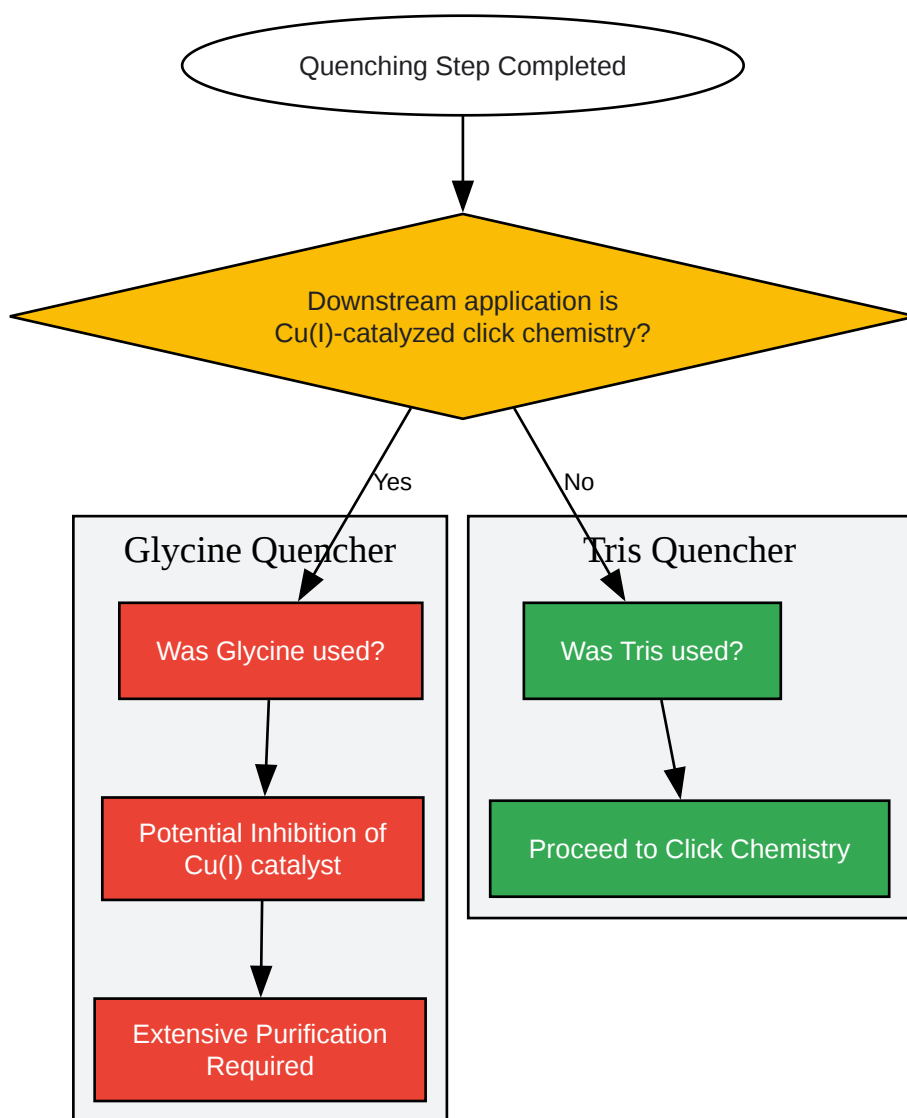 Quenching Step Completed
Downstream application is
Cu(I)-catalyzed click chemistry?
Yes
No
Glycine Quencher
Tris Quencher
Was Glycine used?
Was Tris used?
Potential Inhibition of
Cu(I) catalyst
Proceed to Click Chemistry
Extensive Purification
Required